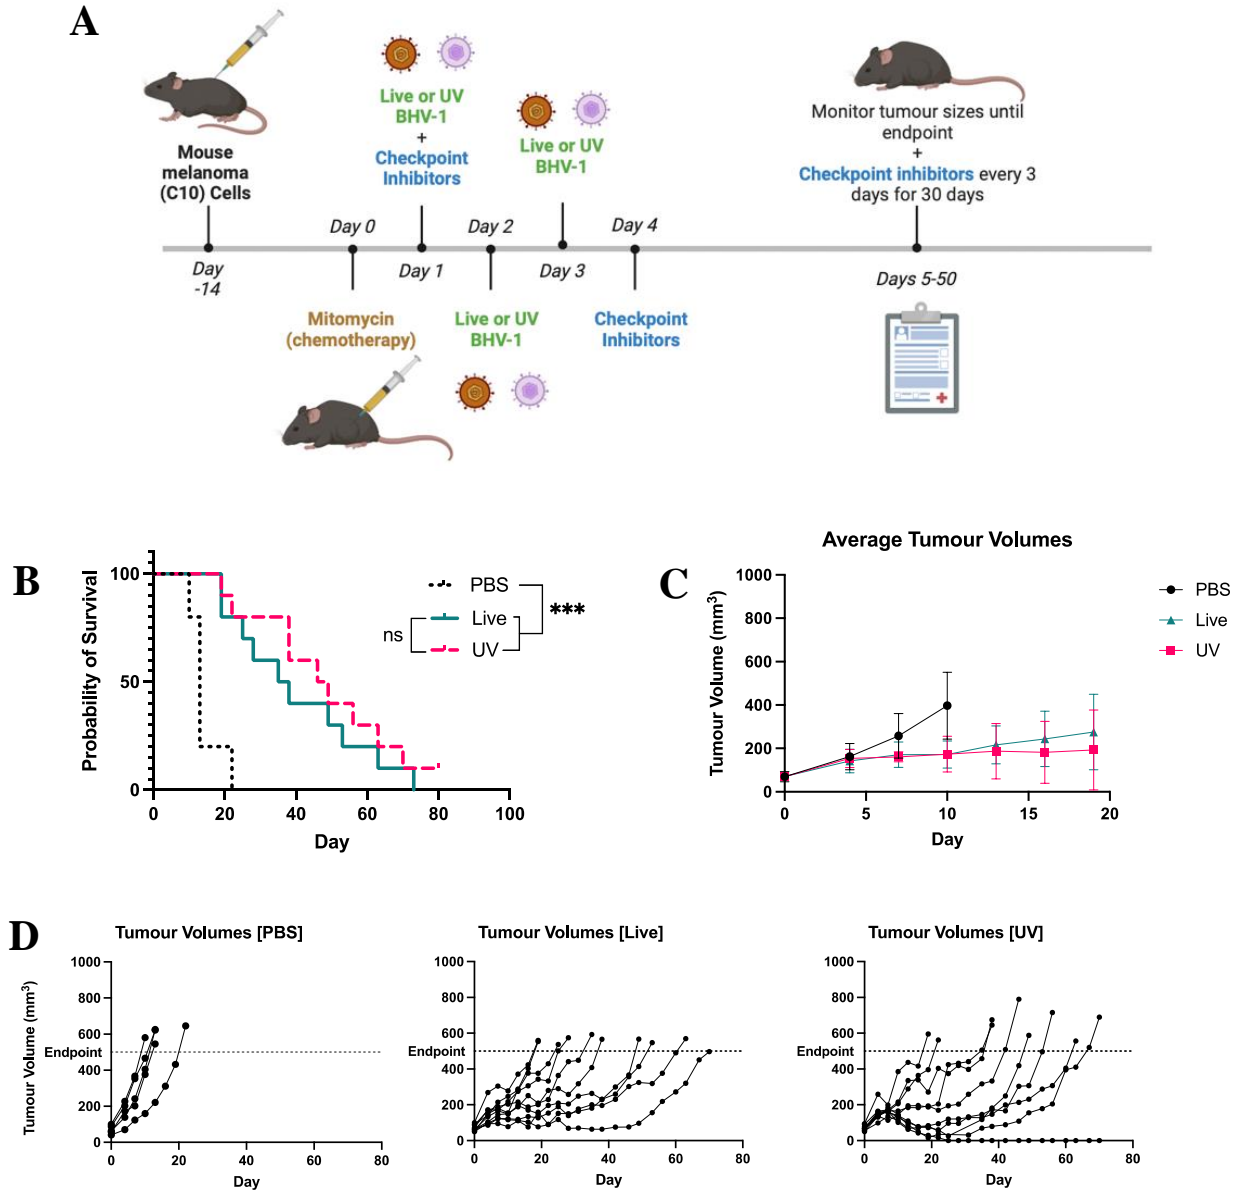 A
Mouse
melanoma
(C10) Cells
Live or UV
BHV-1
+
Checkpoint
Inhibitors
Live or UV
BHV-1
Monitor tumour sizes until
endpoint
+
Checkpoint inhibitors every 3
days for 30 days
Day 0
Day 2
Day 4
Day
-14
Day 1
Day 3
Days 5-50
Mitomycin
(chemotherapy)
Live or UV
BHV-1
Checkpoint
Inhibitors
B
Probability of Survival
100
50
0
0 20 40 60 80 100
Day
PBS
Live
UV
ns
***
C
Average Tumour Volumes
Tumour Volume (mm³)
1000
800
600
400
200
0
0 5 10 15 20
Day
PBS
Live
UV
D
Tumour Volumes [PBS]
Tumour Volume (mm³)
1000
800
600
Endpoint
400
200
0
0 20 40 60 80
Day
Tumour Volumes [Live]
1000
800
600
Endpoint
400
200
0
0 20 40 60 80
Day
Tumour Volumes [UV]
1000
800
600
Endpoint
400
200
0
0 20 40 60 80
Day